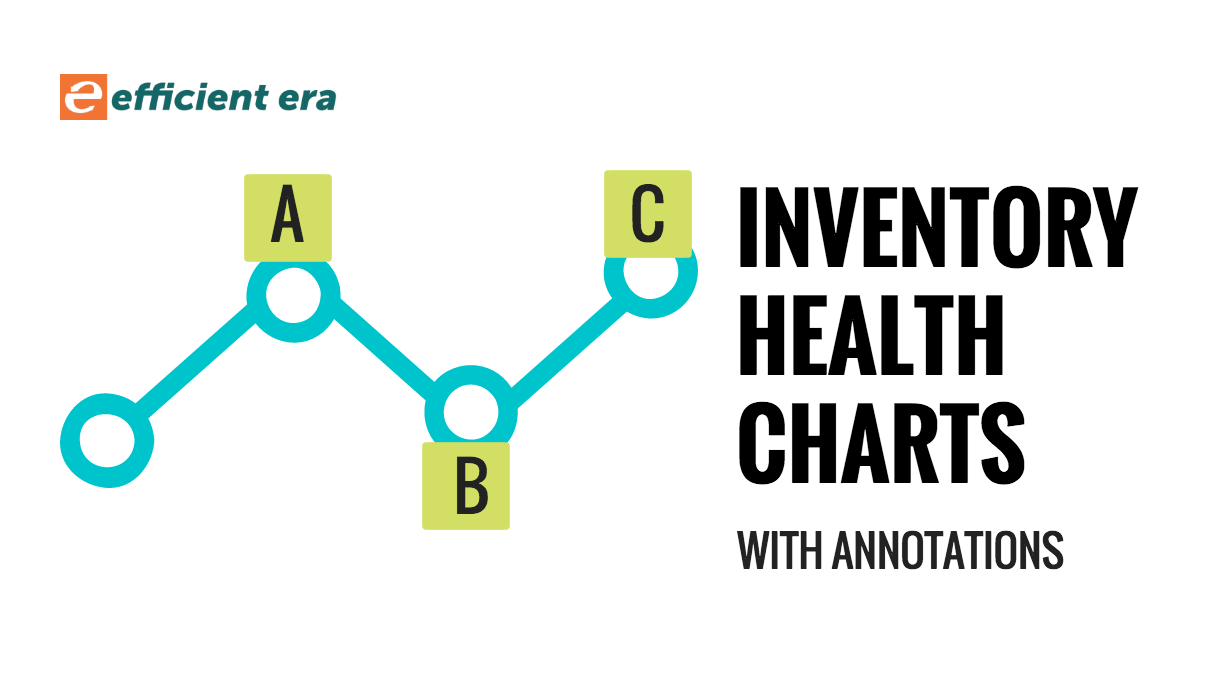 efficient era
A
C
B
INVENTORY
HEALTH
CHARTS
WITH ANNOTATIONS